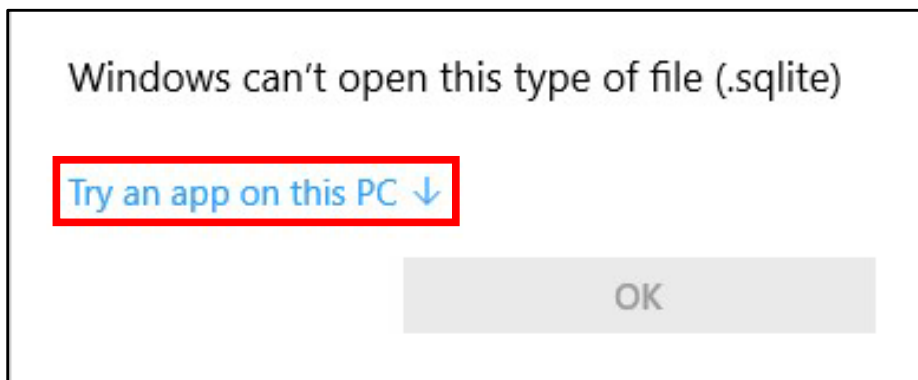 Windows can’t open this type of file (.sqlite)
Try an app on this PC ↓
OK